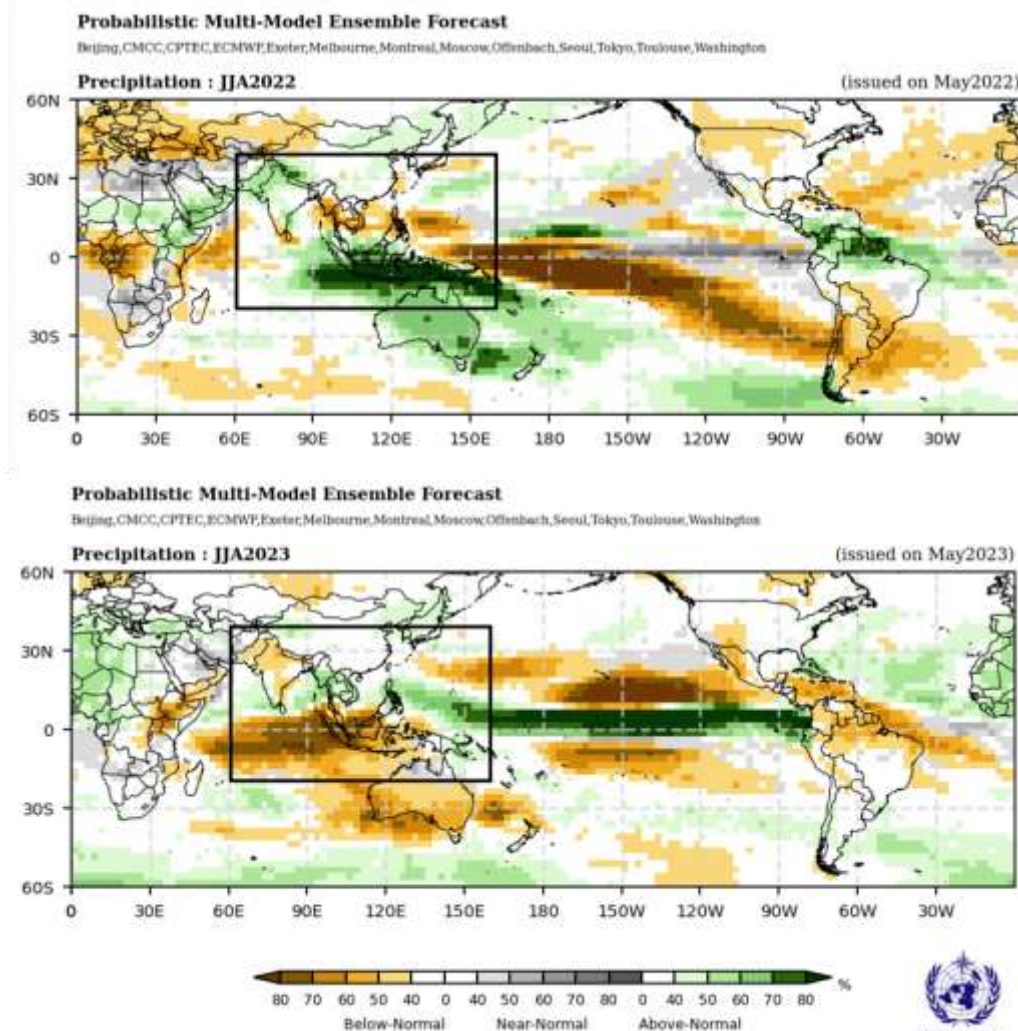 Probabilistic Multi-Model Ensemble Forecast
Beijing,CMCC,CPTEC,ECMWF,Exeter,Melbourne,Montreal,Moscow,Offenbach,Seoul,Tokyo,Toulouse,Washington
Precipitation : JJA2022 (issued on May2022)
60N
30N
0
30S
60S
0 30E 60E 90E 120E 150E 180 150W 120W 90W 60W 30W
Probabilistic Multi-Model Ensemble Forecast
Beijing,CMCC,CPTEC,ECMWF,Exeter,Melbourne,Montreal,Moscow,Offenbach,Seoul,Tokyo,Toulouse,Washington
Precipitation : JJA2023 (issued on May2023)
60N
30N
0
30S
60S
0 30E 60E 90E 120E 150E 180 150W 120W 90W 60W 30W
80 70 60 50 40 0 40 50 60 70 80 0 40 50 60 70 80 %
Below-Normal Near-Normal Above-Normal